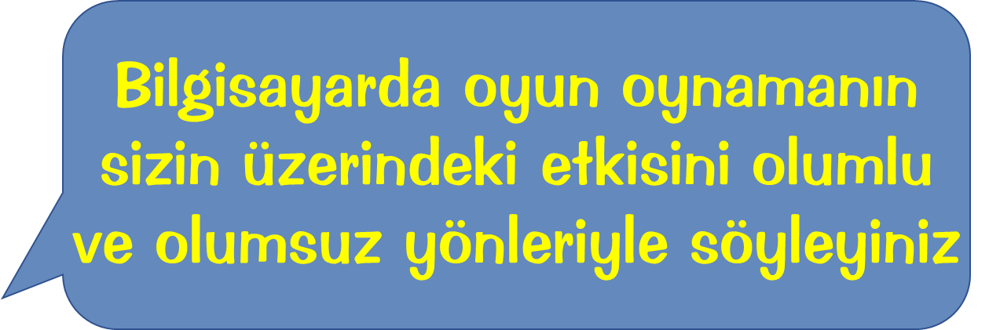 Bilgisayarda oyun oynamanın
sizin üzerindeki etkisini olumlu
ve olumsuz yönleriyle söyleyiniz